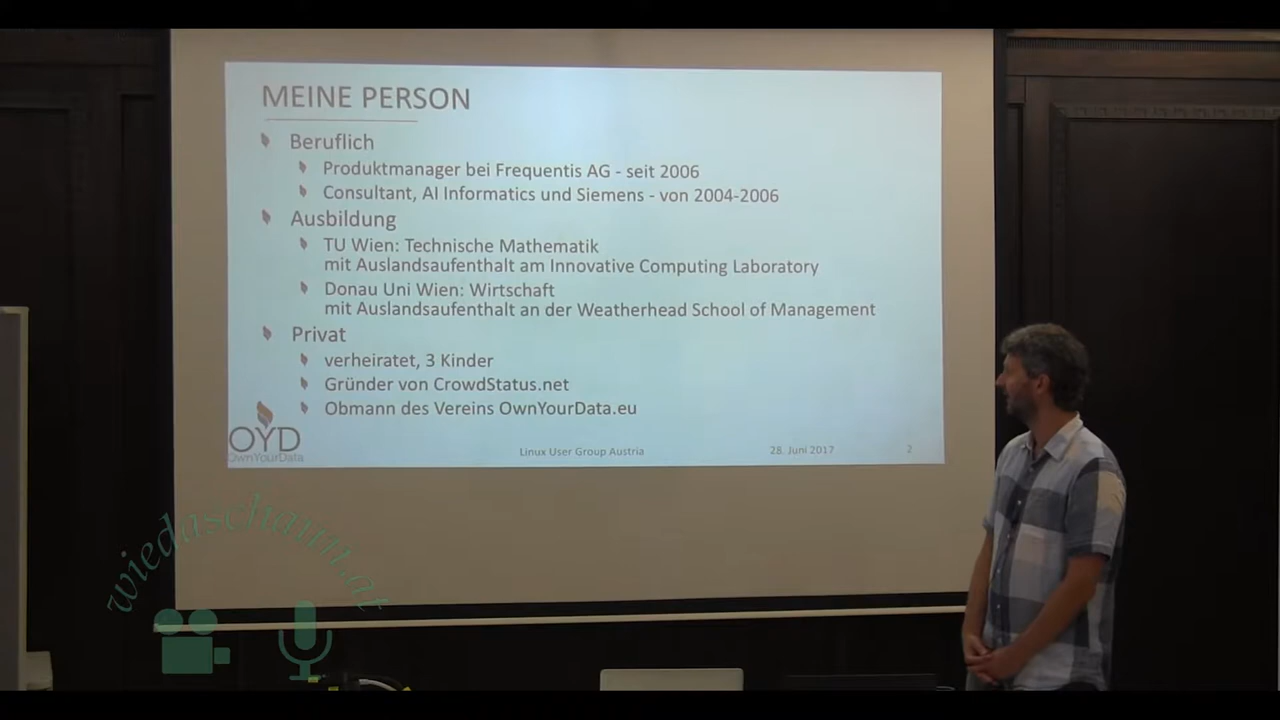 MEINE PERSON
Beruflich
Produktmanager bei Frequentis AG - seit 2006
Consultant, AI Informatics und Siemens - von 2004-2006
Ausbildung
TU Wien: Technische Mathematik
mit Auslandsaufenthalt am Innovative Computing Laboratory
Donau Uni Wien: Wirtschaft
mit Auslandsaufenthalt an der Weatherhead School of Management
Privat
verheiratet, 3 Kinder
Gründer von CrowdStatus.net
Obmann des Vereins OwnYourData.eu
OYD
OwnYourData
Linux User Group Austria
28. Juni 2017
2
wiedaschaun.at